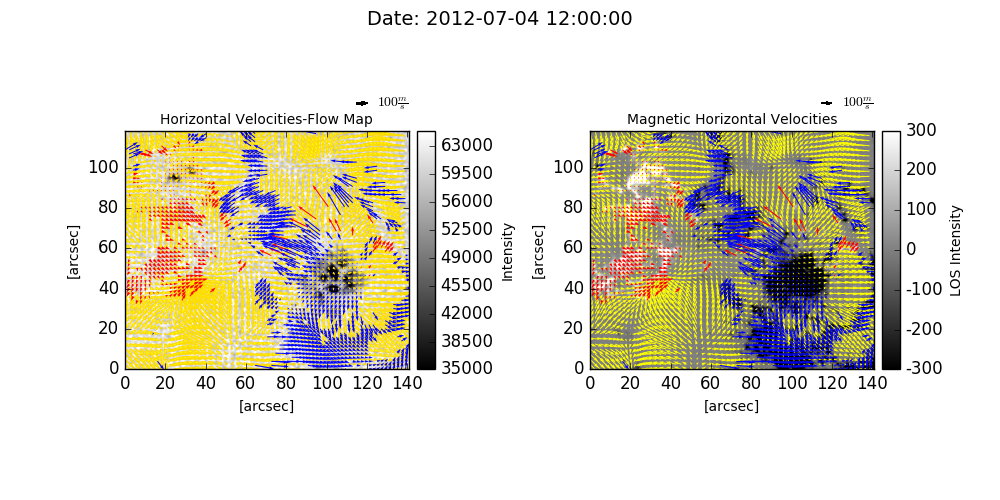 Date: 2012-07-04 12:00:00
100 m/s
100 m/s
Horizontal Velocities-Flow Map
Magnetic Horizontal Velocities
[arcsec]
100
80
60
40
20
0
0 20 40 60 80 100 120 140
[arcsec]
63000
59500
56000
52500
49000
45500
42000
38500
35000
Intensity
[arcsec]
100
80
60
40
20
0
0 20 40 60 80 100 120 140
[arcsec]
300
200
100
0
-100
-200
-300
LOS Intensity